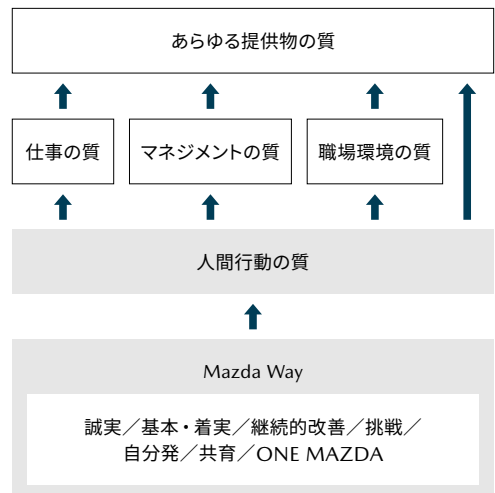 あらゆる提供物の質
仕事の質
マネジメントの質
職場環境の質
人間行動の質
Mazda Way
誠実／基本・着実／継続的改善／挑戦／
自分発／共育／ONE MAZDA